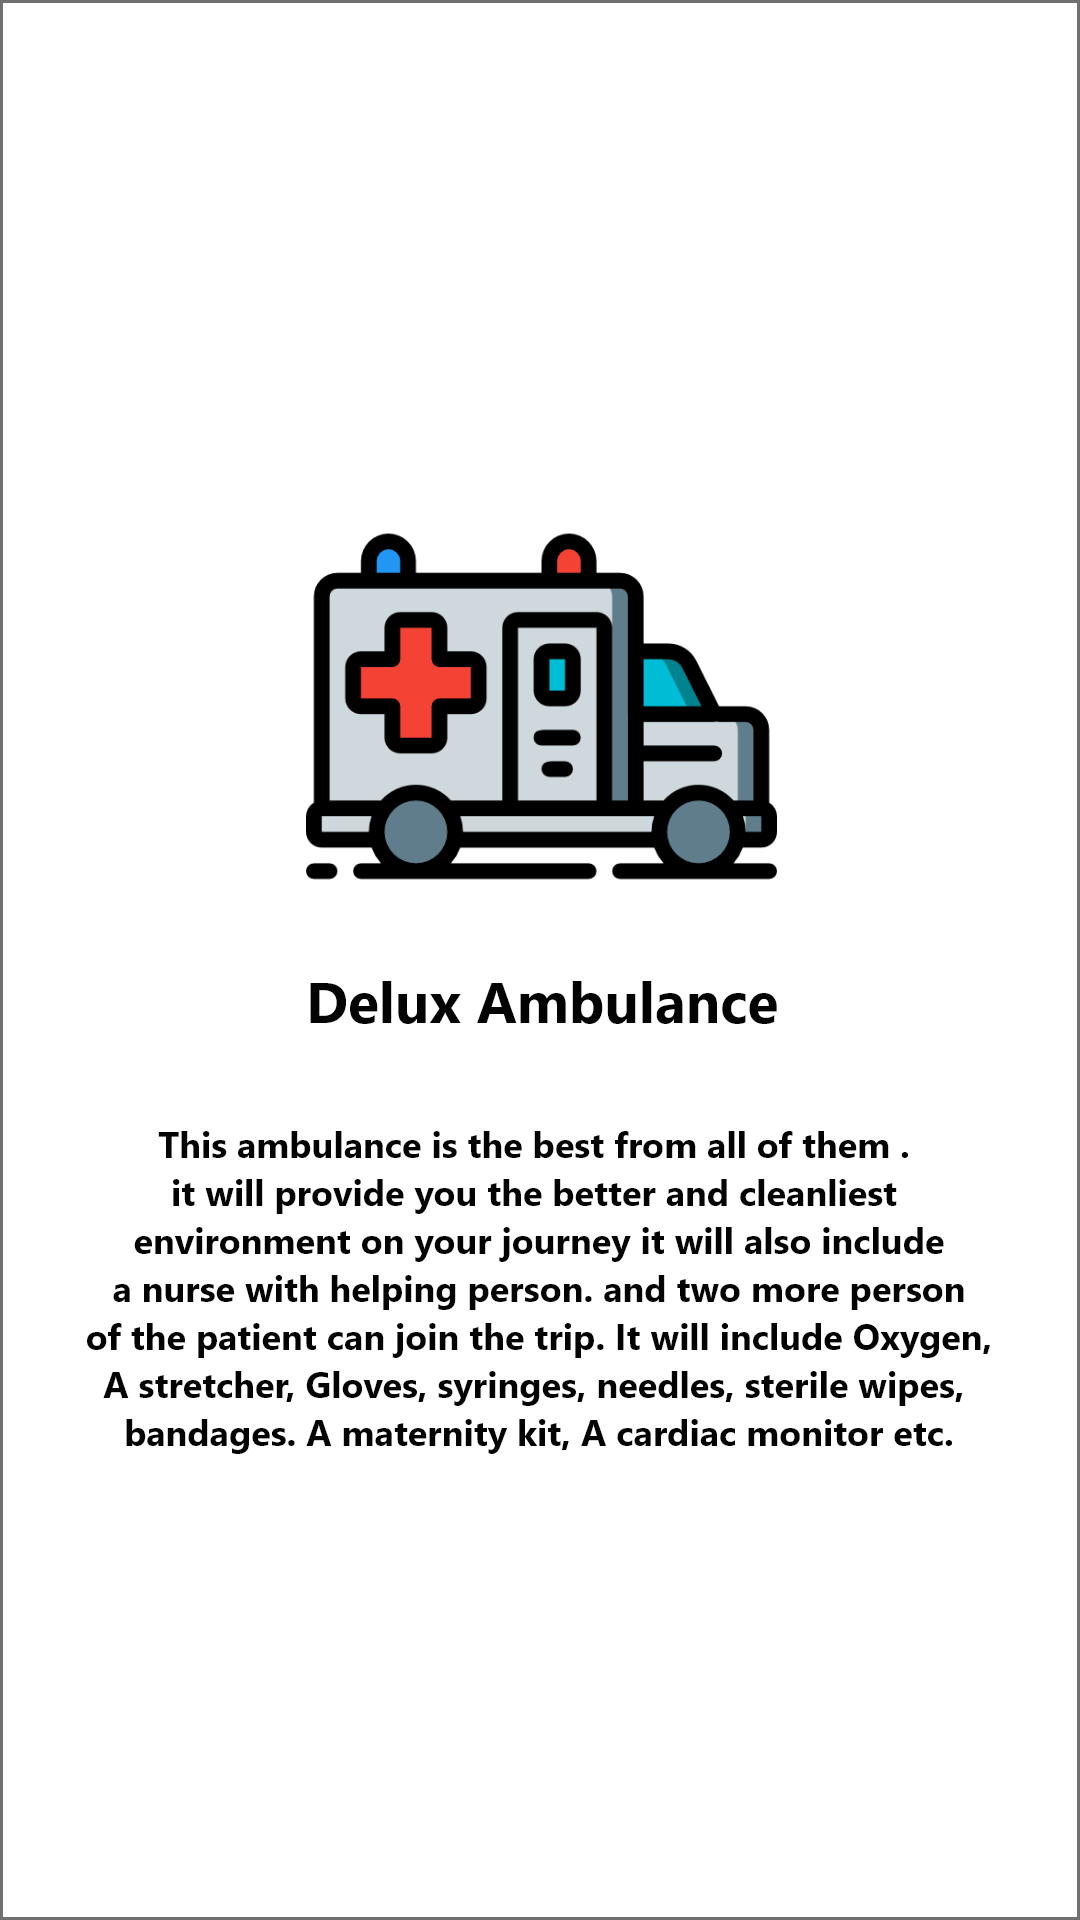 Delux Ambulance
This ambulance is the best from all of them .
it will provide you the better and cleanliest
environment on your journey it will also include
a nurse with helping person. and two more person
of the patient can join the trip. It will include Oxygen,
A stretcher, Gloves, syringes, needles, sterile wipes,
bandages. A maternity kit, A cardiac monitor etc.